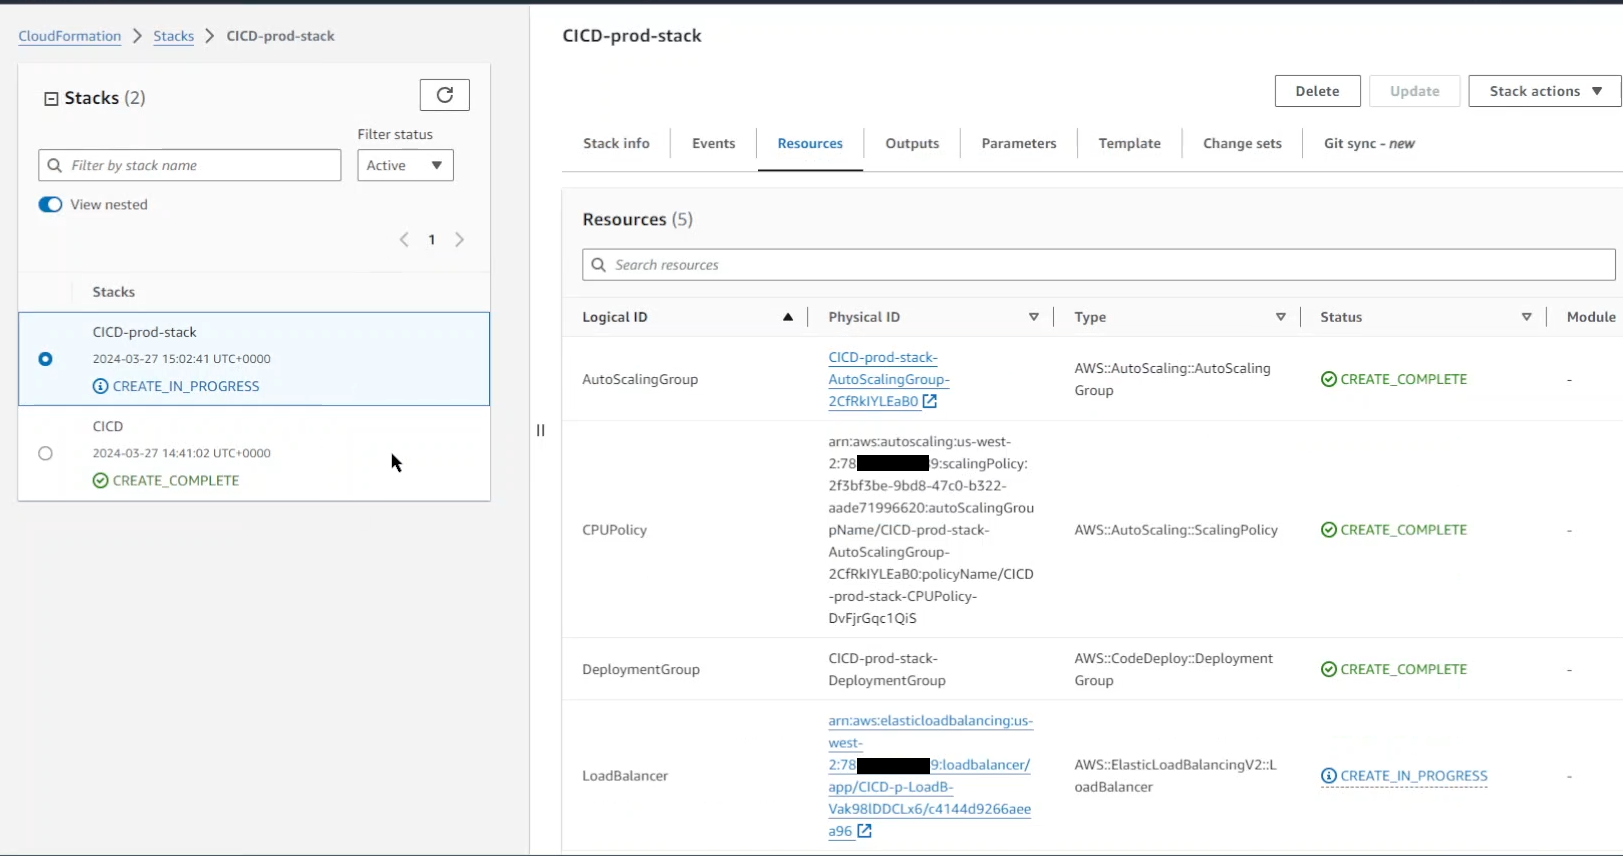 CloudFormation > Stacks > CICD-prod-stack
Stacks (2)
Filter status
Filter by stack name
Active
View nested
1
Stacks
CICD-prod-stack
2024-03-27 15:02:41 UTC+0000
CREATE_IN_PROGRESS
CICD
2024-03-27 14:41:02 UTC+0000
CREATE_COMPLETE
CICD-prod-stack
Delete Update Stack actions
Stack info Events Resources Outputs Parameters Template Change sets Git sync - new
Resources (5)
Search resources
Logical ID Physical ID Type Status Module
AutoScalingGroup
CICD-prod-stack-
AutoScalingGroup-
2CfRkIYLEaB0
AWS::AutoScaling::AutoScaling
Group
CREATE_COMPLETE
-
CPUPolicy
arn:aws:autoscaling:us-west-
2:78 9:scalingPolicy:
2f3bf3be-9bd8-47c0-b322-
aade71996620:autoScalingGrou
pName/CICD-prod-stack-
AutoScalingGroup-
2CfRkIYLEaB0:policyName/CICD
-prod-stack-CPUPolicy-
DvFjrGqc1QiS
AWS::AutoScaling::ScalingPolicy
CREATE_COMPLETE
-
DeploymentGroup
CICD-prod-stack-
DeploymentGroup
AWS::CodeDeploy::Deployment
Group
CREATE_COMPLETE
-
LoadBalancer
arn:aws:elasticloadbalancing:us-
west-
2:78 9:loadbalancer/
app/CICD-p-LoadB-
Vak98lDDCLx6/c4144d9266aee
a96
AWS::ElasticLoadBalancingV2::L
oadBalancer
CREATE_IN_PROGRESS
-